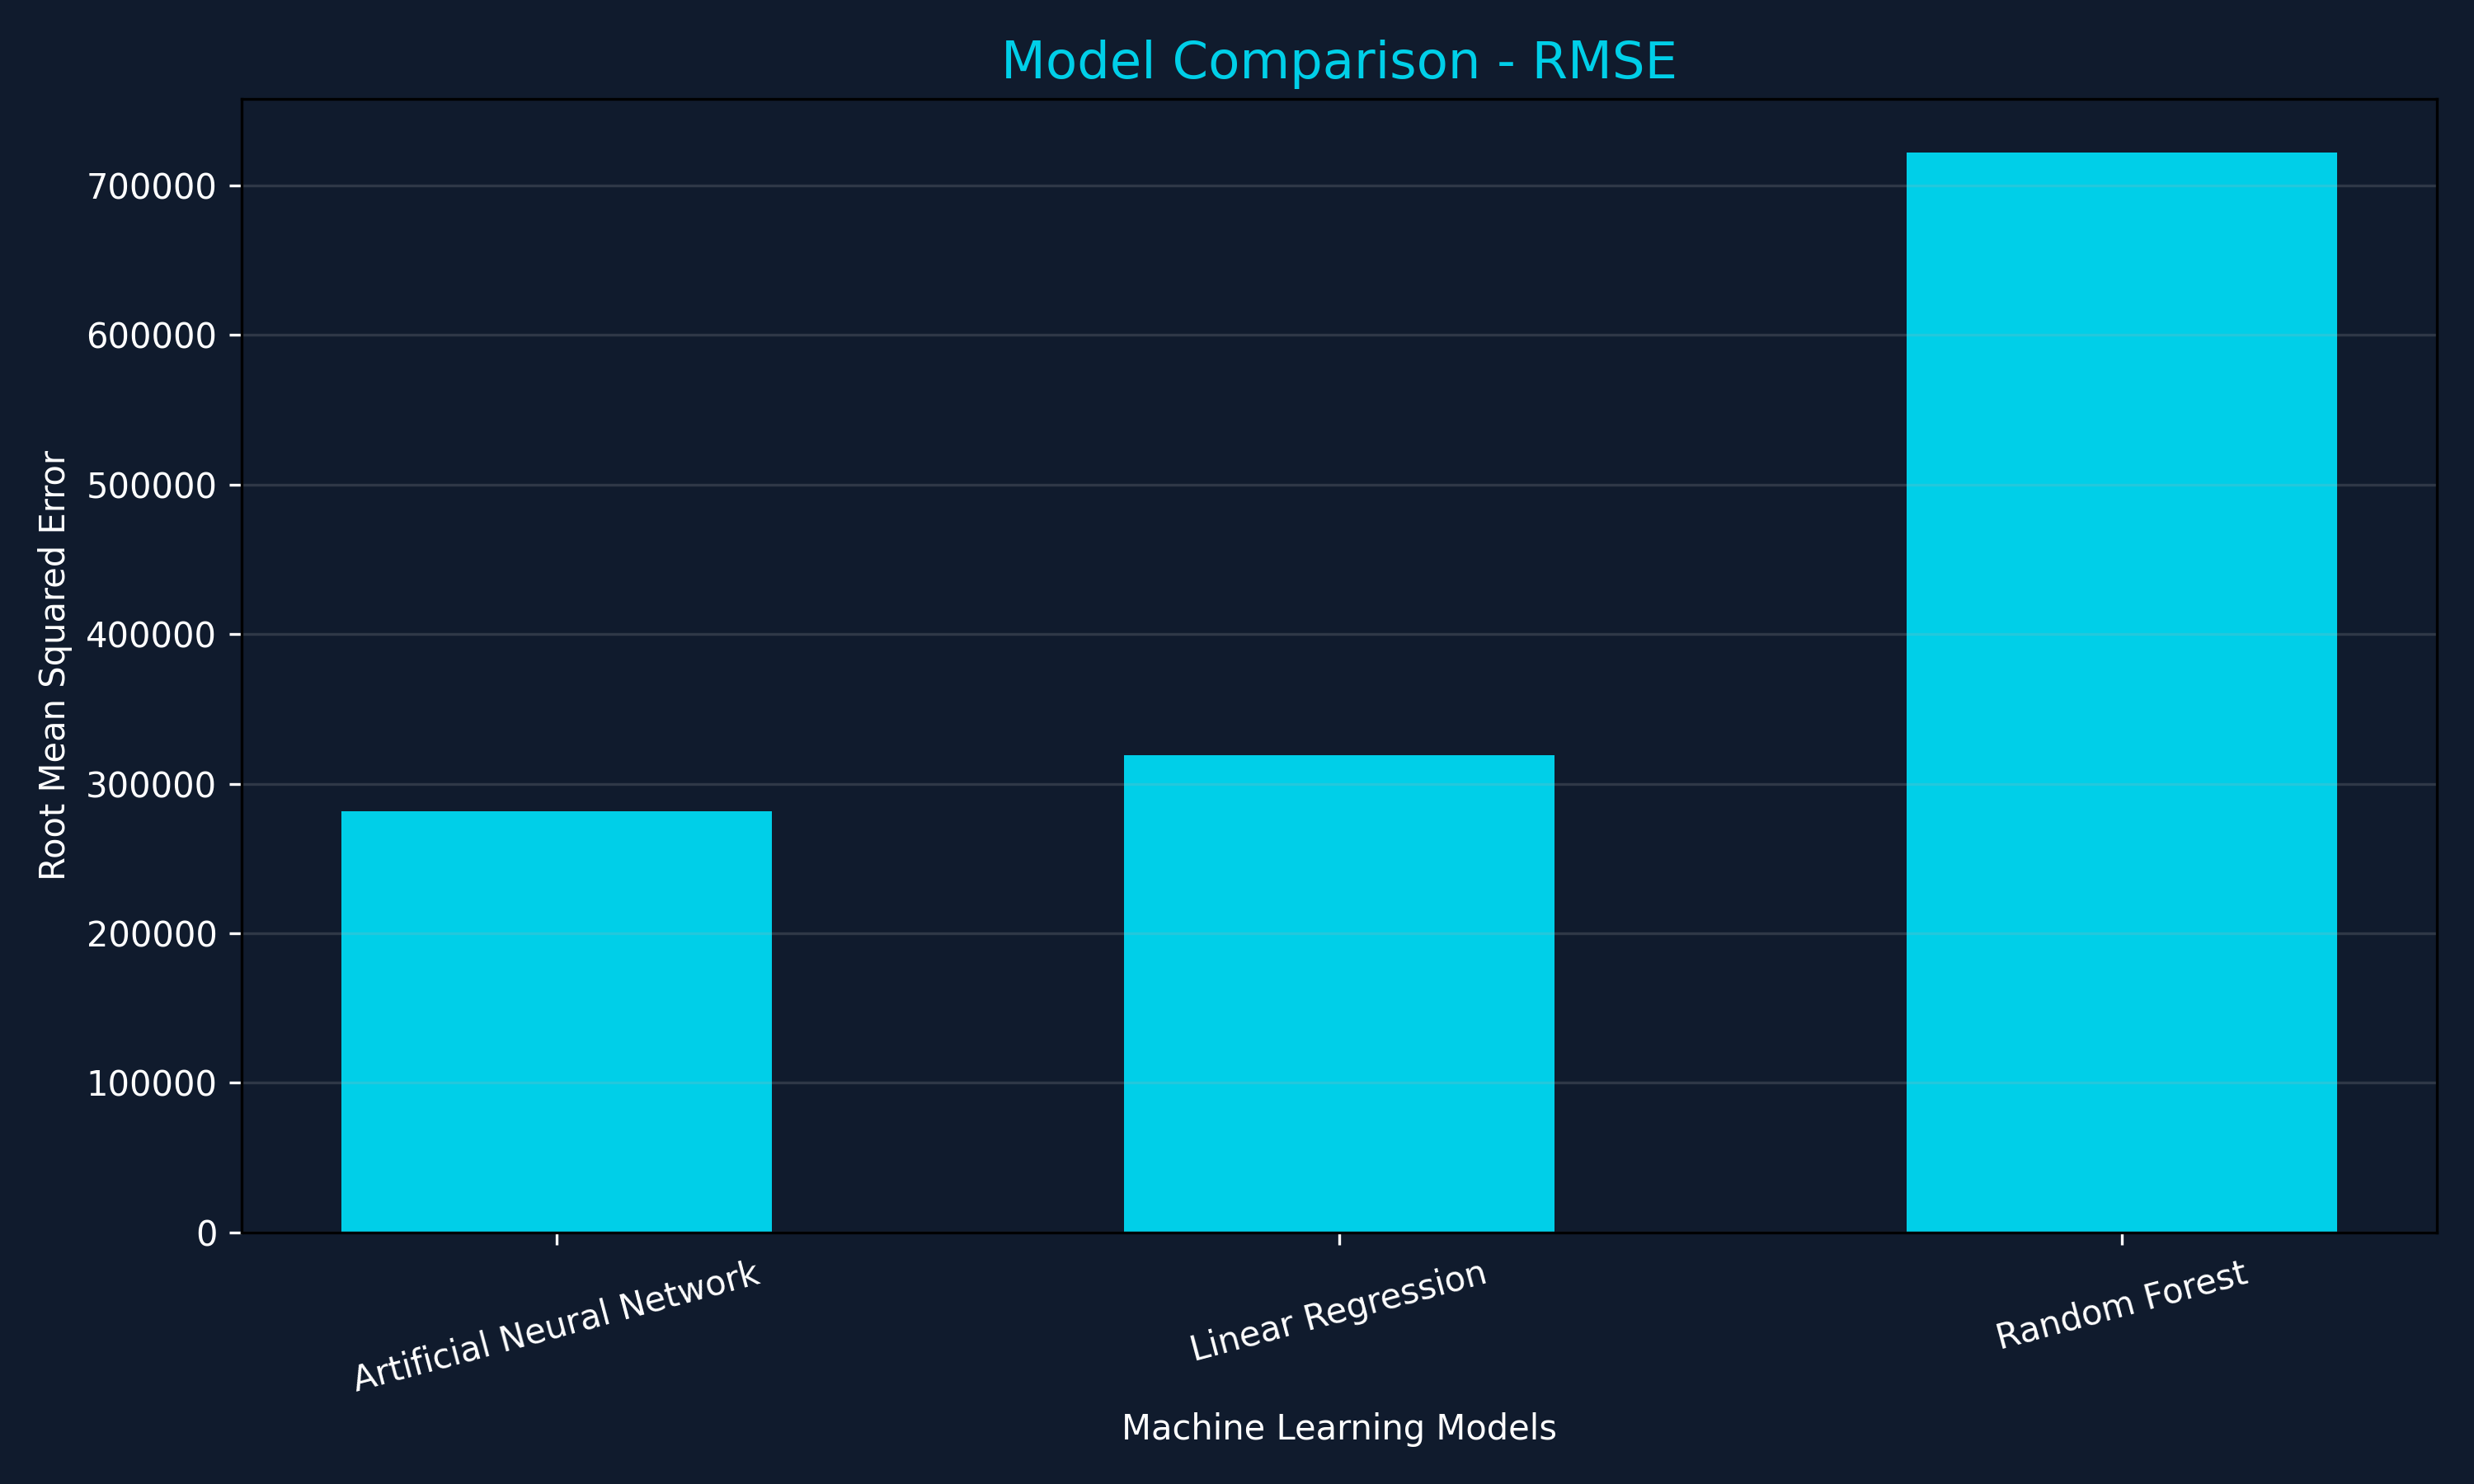 Model Comparison - RMSE
Root Mean Squared Error
700000
600000
500000
400000
300000
200000
100000
0
Artificial Neural Network
Linear Regression
Random Forest
Machine Learning Models